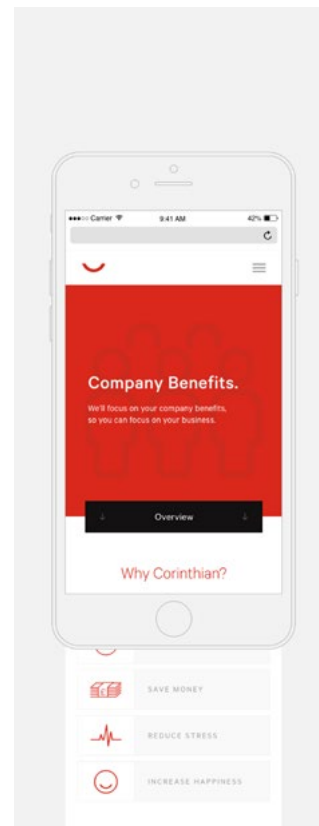 Carrier 9:41 AM 42%
Company Benefits.
We'll focus on your company benefits,
so you can focus on your business.
Overview
Why Corinthian?
SAVE MONEY
REDUCE STRESS
INCREASE HAPPINESS